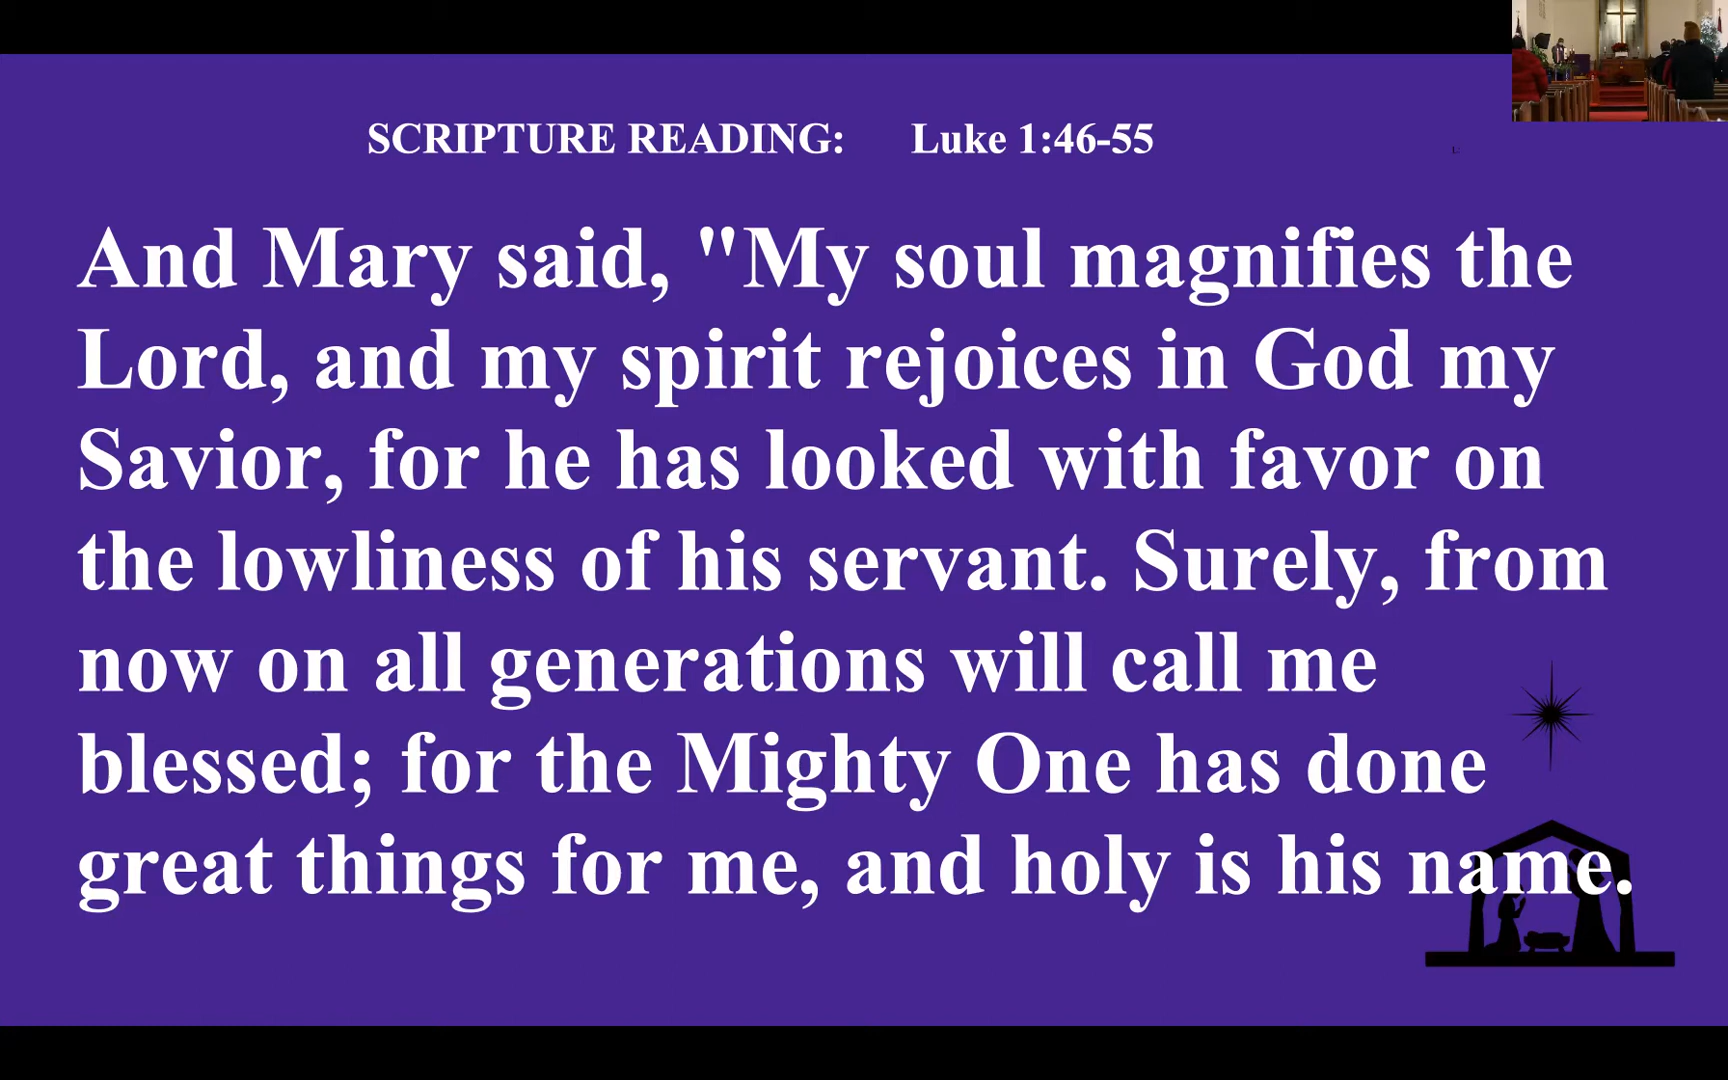 SCRIPTURE READING: Luke 1:46-55
And Mary said, "My soul magnifies the
Lord, and my spirit rejoices in God my
Savior, for he has looked with favor on
the lowliness of his servant. Surely, from
now on all generations will call me
blessed; for the Mighty One has done
great things for me, and holy is his name.